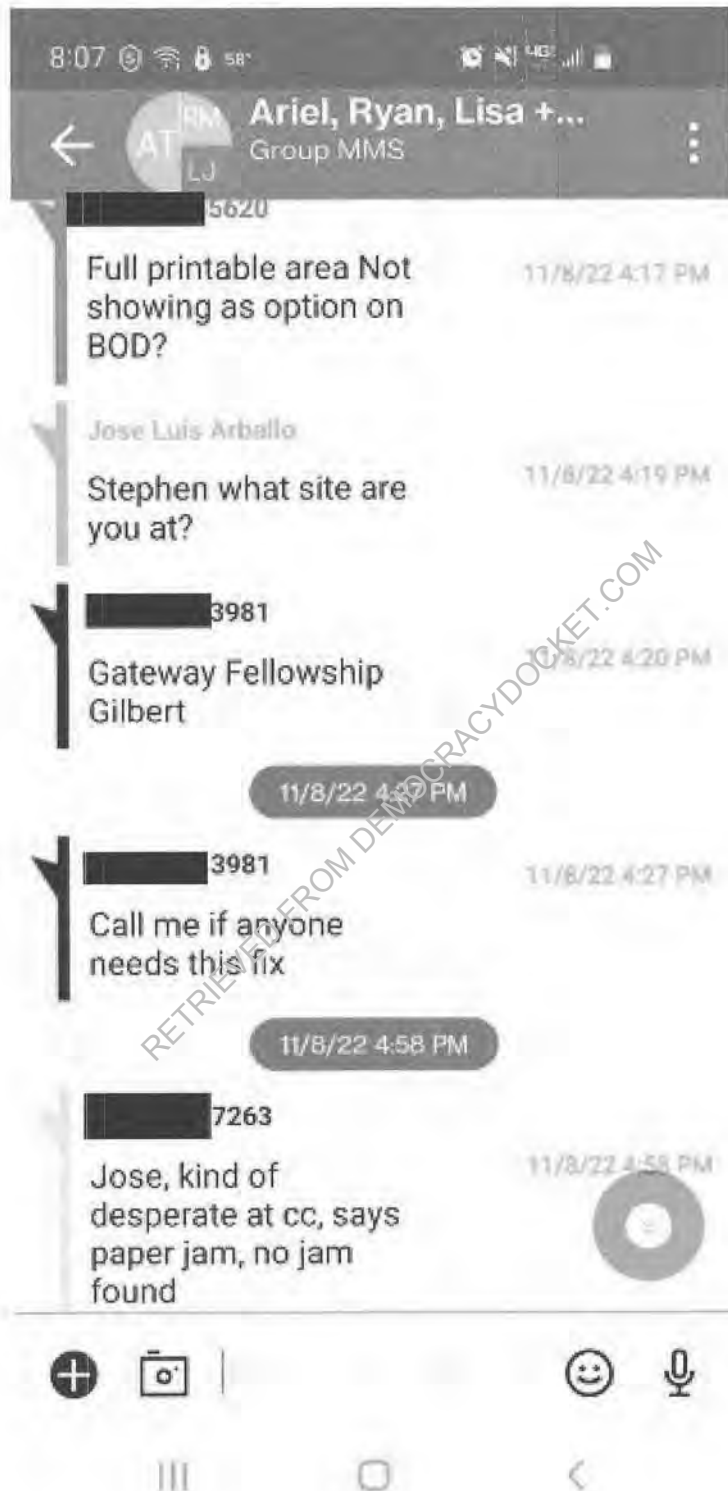 8:07 58°
4G
Ariel, Ryan, Lisa +...
AT RM
LJ
Group MMS
5620
Full printable area Not
showing as option on
BOD?
11/8/22 4:17 PM
Jose Luis Arballo
Stephen what site are
you at?
11/8/22 4:19 PM
3981
Gateway Fellowship
Gilbert
11/8/22 4:20 PM
11/8/22 4:27 PM
3981
Call me if anyone
needs this fix
11/8/22 4:27 PM
11/8/22 4:58 PM
7263
Jose, kind of
desperate at cc, says
paper jam, no jam
found
11/8/22 4:58 PM
RETRIEVED FROM DEMOCRACYDOCKET.COM